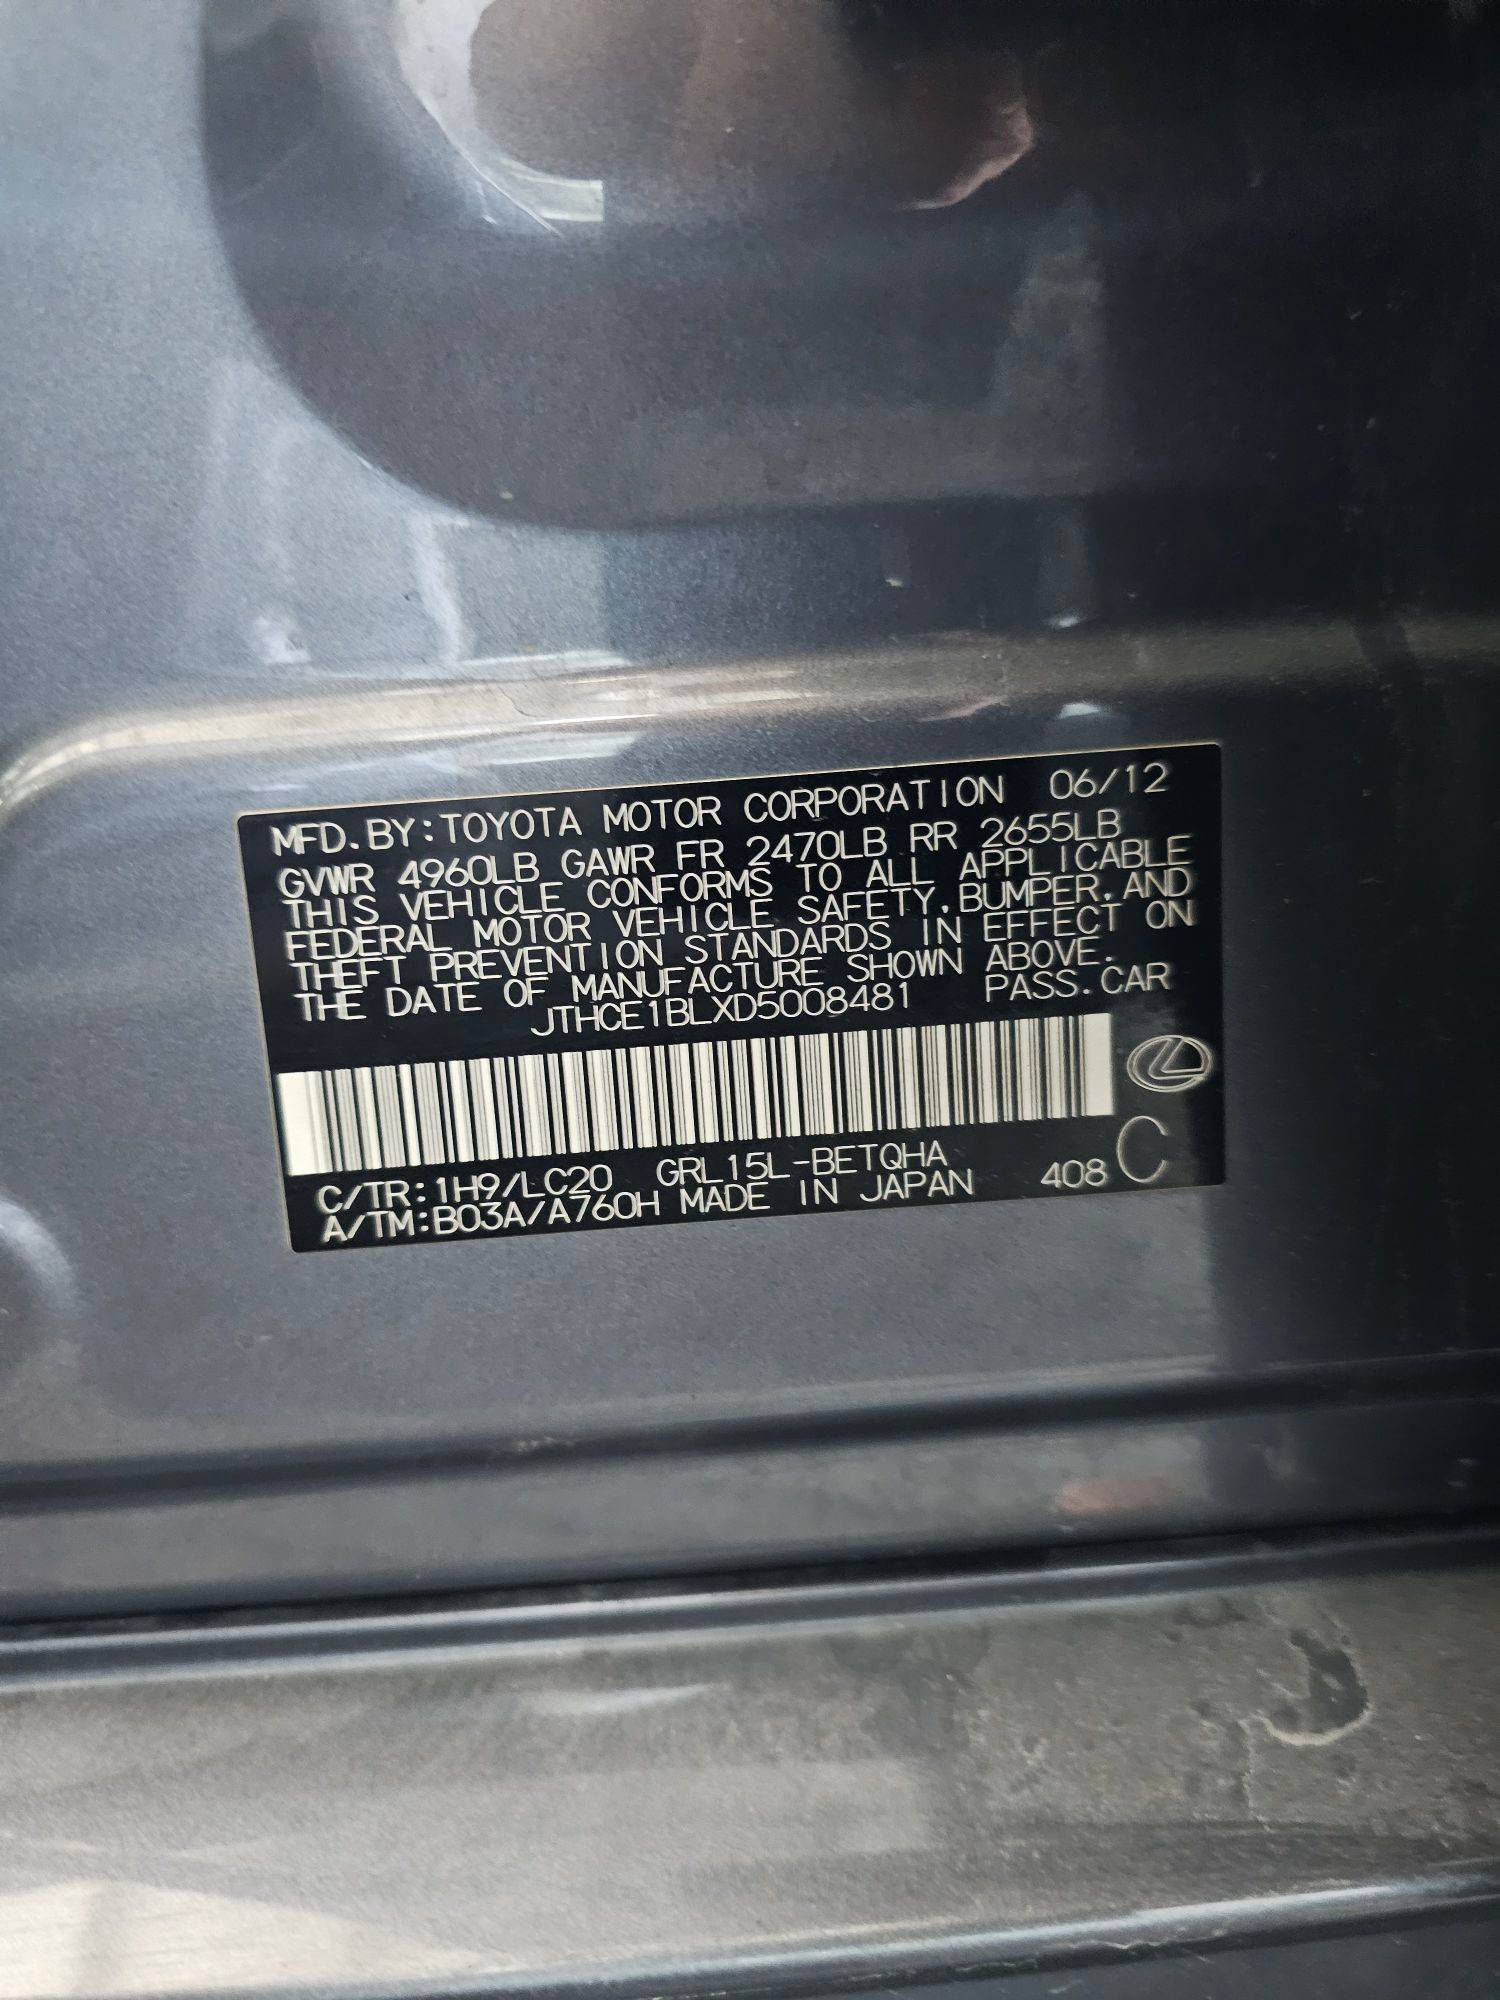 MFD.BY:TOYOTA MOTOR CORPORATION 06/12
GVWR 4960LB GAWR FR 2470LB RR 2655LB
THIS VEHICLE CONFORMS TO ALL APPLICABLE
FEDERAL MOTOR VEHICLE SAFETY,BUMPER,AND
THEFT PREVENTION STANDARDS IN EFFECT ON
THE DATE OF MANUFACTURE SHOWN ABOVE.
JTHCE1BLXD5008481 PASS.CAR
C/TR:1H9/LC20 GRL15L-BETQHA
A/TM:B03A/A760H MADE IN JAPAN 408 C